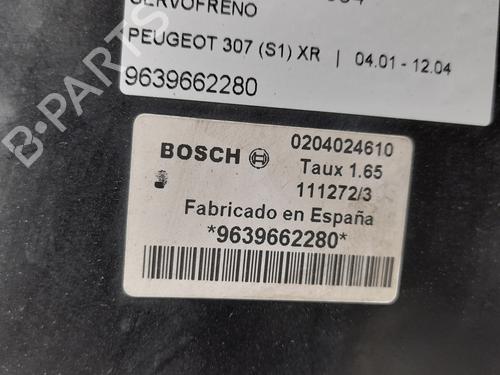 SERVOFRENO
PEUGEOT 307 (S1) XR | 04.01 - 12.04
9639662280
B-PARTS
BOSCH
0204024610
Taux 1.65
111272/3
Fabricado en España
*9639662280*